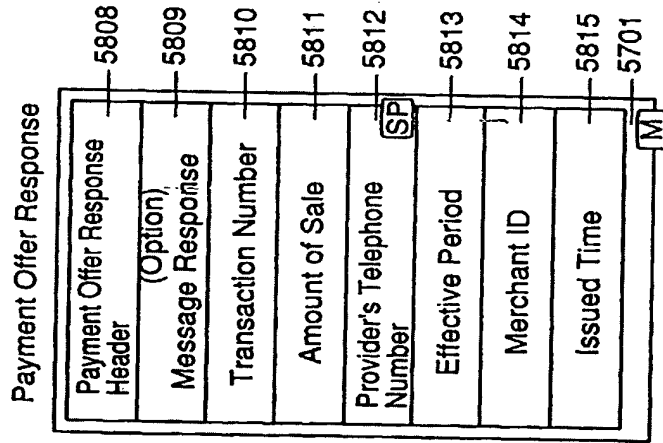 Payment Offer Response
Payment Offer Response
Header
5808
(Option)
Message Response
5809
Transaction Number
5810
Amount of Sale
5811
Provider's Telephone
Number
5812
SP
Effective Period
5813
Merchant ID
5814
Issued Time
5815
5701
M